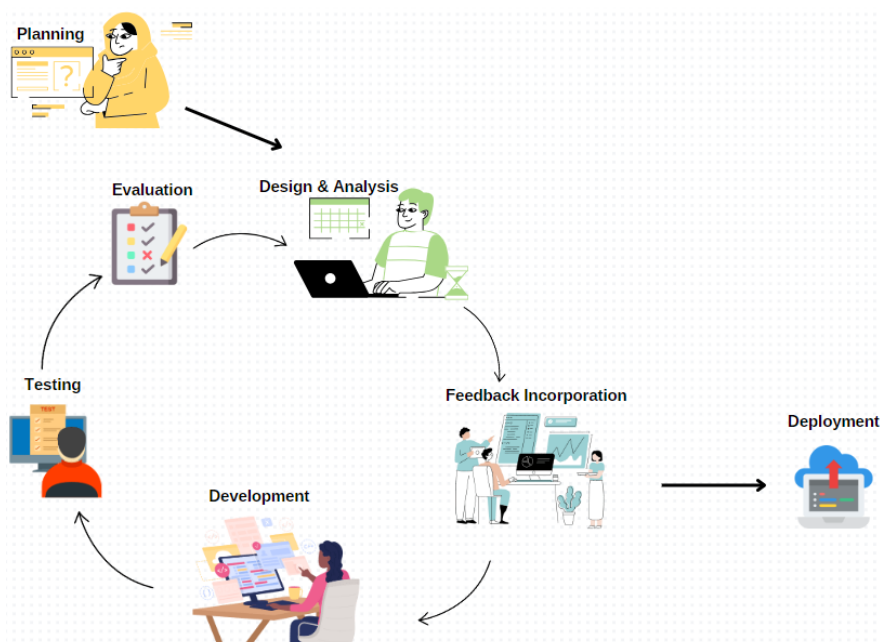 Planning
?
Evaluation
Design & Analysis
Testing
TEST
Feedback Incorporation
Deployment
Development